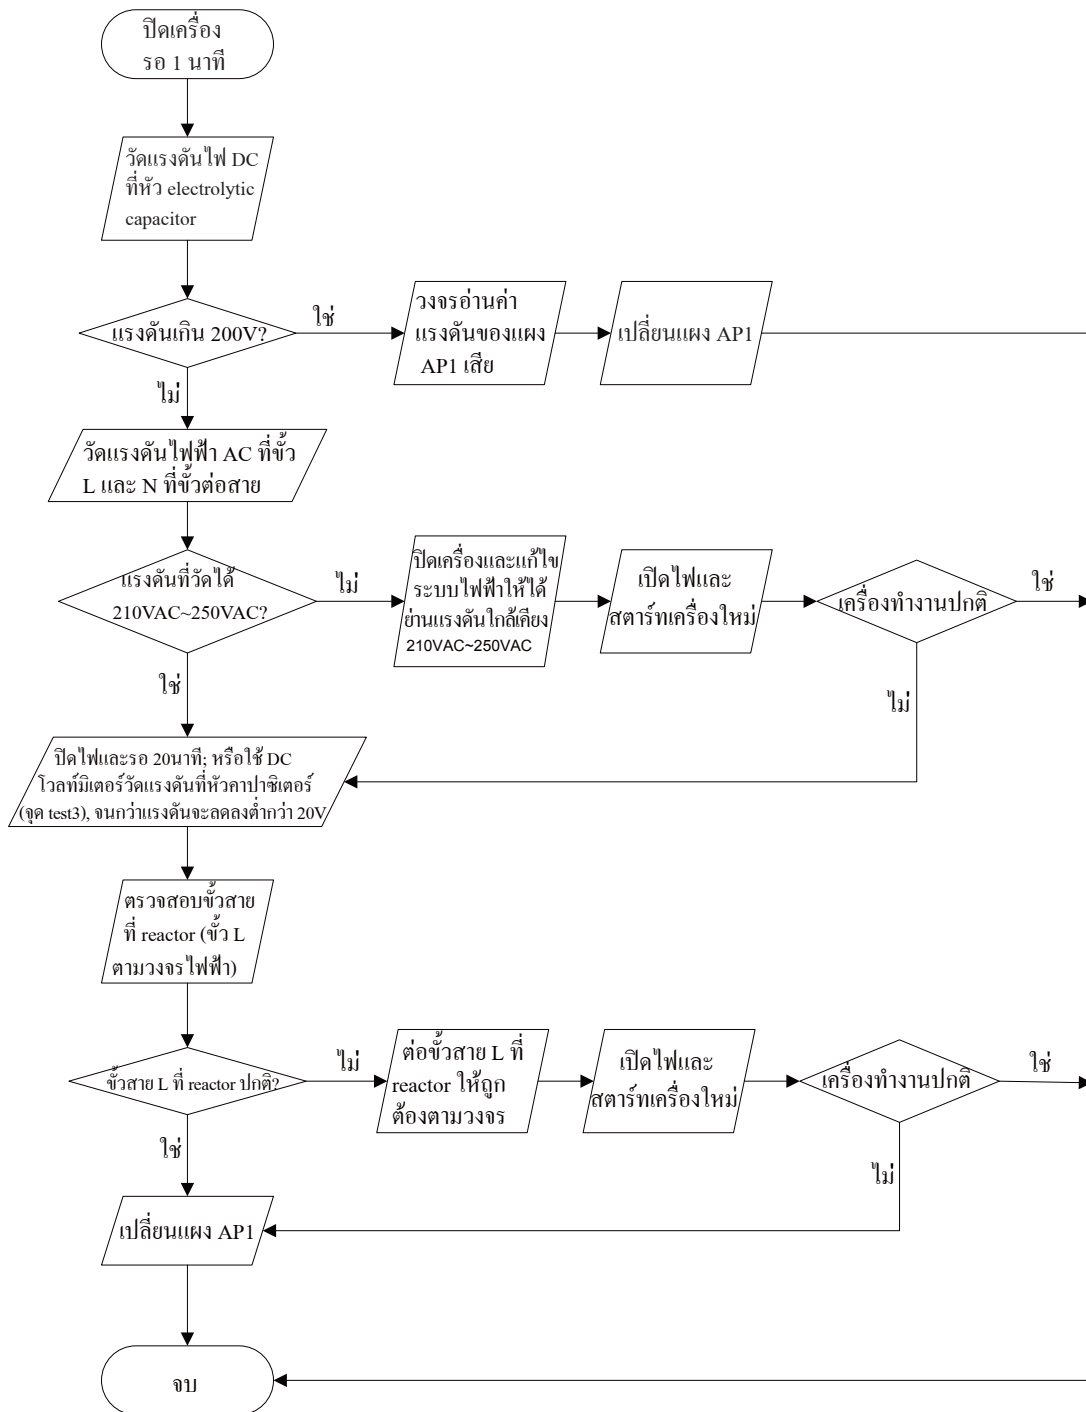 ปิดเครื่อง
รอ 1 นาที
วัดแรงดันไฟ DC
ที่หัว electrolytic
capacitor
แรงดันเกิน 200V?
ใช่
วงจรอ่านค่า
แรงดันของแผง
AP1 เสีย
เปลี่ยนแผง AP1
ไม่
วัดแรงดันไฟฟ้า AC ที่ขั้ว
L และ N ที่ขั้วต่อสาย
แรงดันที่วัดได้
210VAC~250VAC?
ไม่
ปิดเครื่องและแก้ไข
ระบบไฟฟ้าให้ได้
ย่านแรงดันใกล้เคียง
210VAC~250VAC
เปิดไฟและ
สตาร์ทเครื่องใหม่
เครื่องทำงานปกติ
ใช่
ใช่
ไม่
ปิดไฟและรอ 20นาที; หรือใช้ DC
โวลท์มิเตอร์วัดแรงดันที่หัวคาปาซิเตอร์
(จุด test3), จนกว่าแรงดันจะลดลงต่ำกว่า 20V
ตรวจสอบขั้วสาย
ที่ reactor (ขั้ว L
ตามวงจรไฟฟ้า)
ขั้วสาย L ที่ reactor ปกติ?
ไม่
ต่อขั้วสาย L ที่
reactor ให้ถูก
ต้องตามวงจร
เปิดไฟและ
สตาร์ทเครื่องใหม่
เครื่องทำงานปกติ
ใช่
ใช่
ไม่
เปลี่ยนแผง AP1
จบ